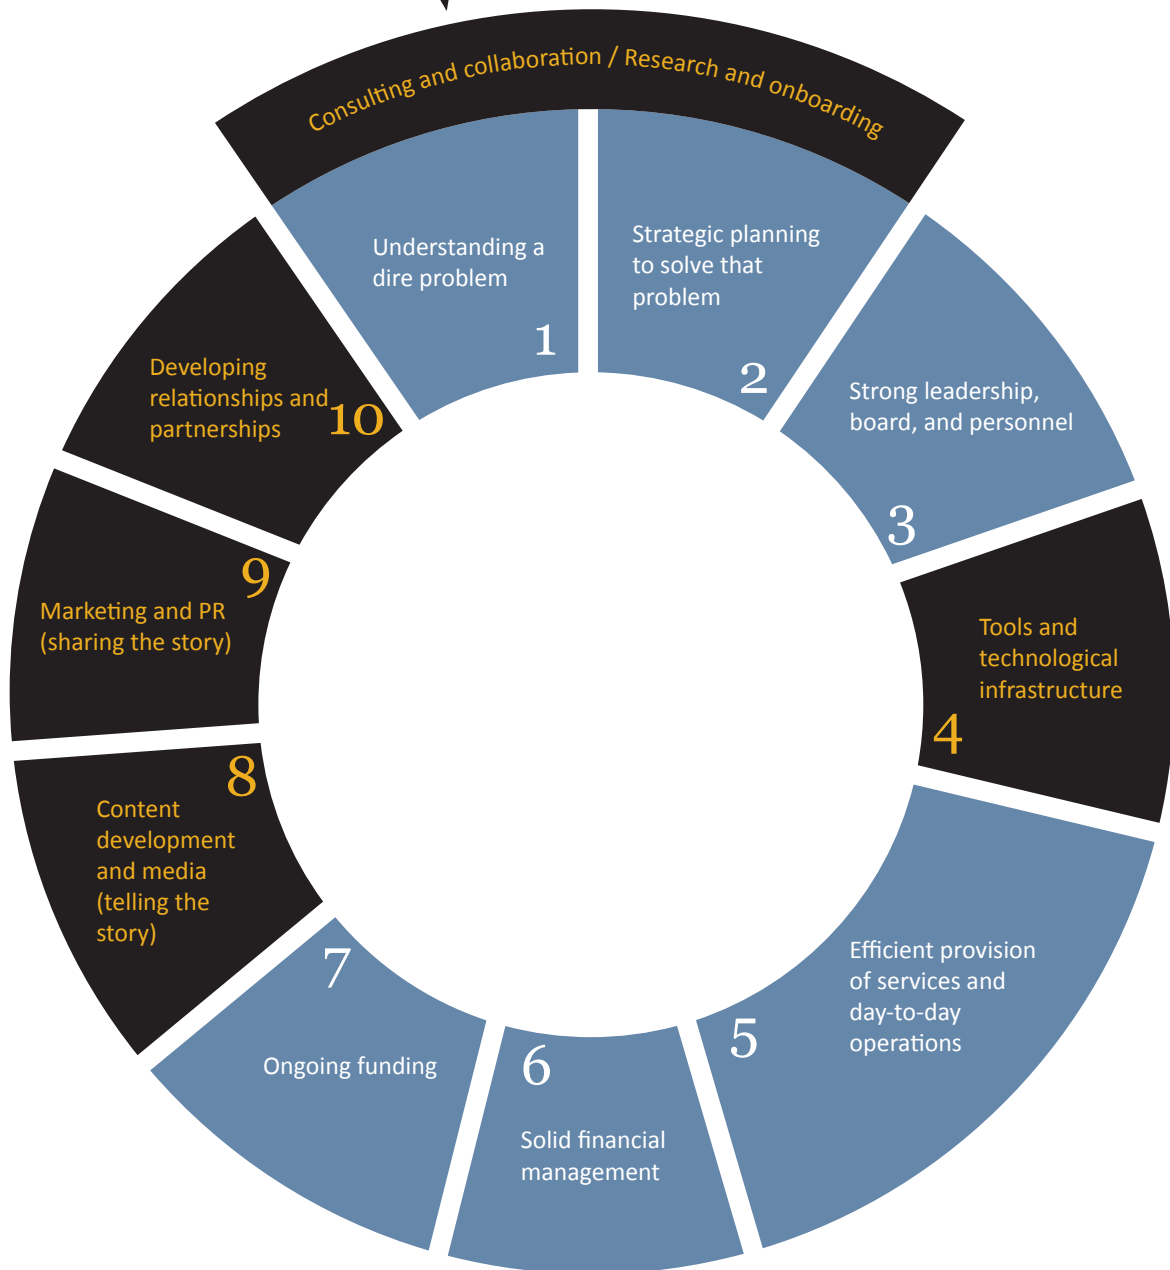 Consulting and collaboration / Research and onboarding
Understanding a
dire problem
1
Strategic planning
to solve that
problem
2
Strong leadership,
board, and personnel
3
Tools and
technological
infrastructure
4
Efficient provision
of services and
day-to-day
operations
5
6
Solid financial
management
7
Ongoing funding
8
Content
development
and media
(telling the
story)
9
Marketing and PR
(sharing the story)
Developing
relationships and
partnerships
10